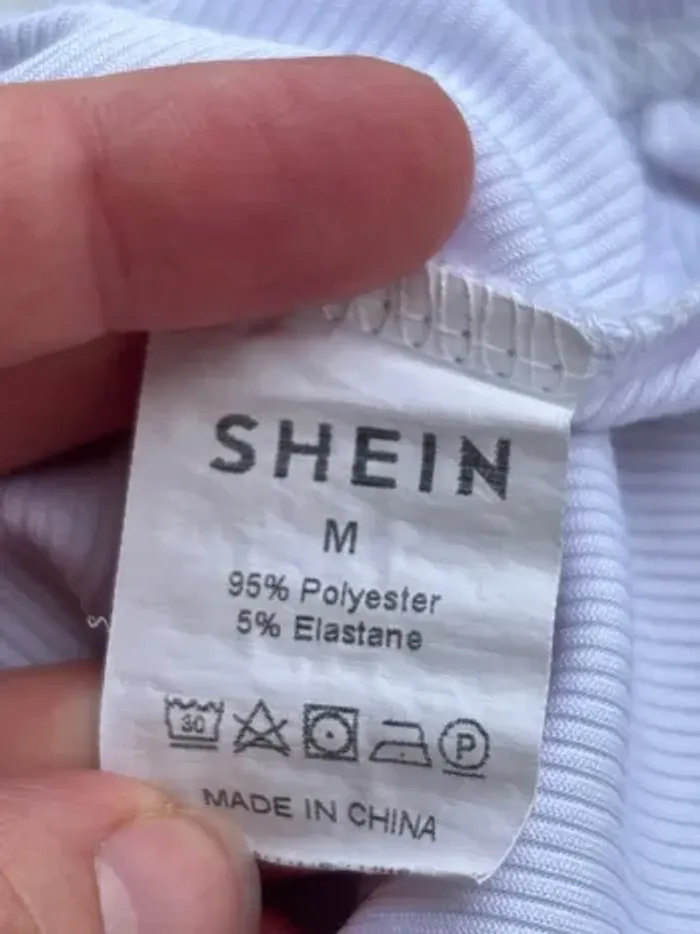 SHEIN
M
95% Polyester
5% Elastane
30 P
MADE IN CHINA